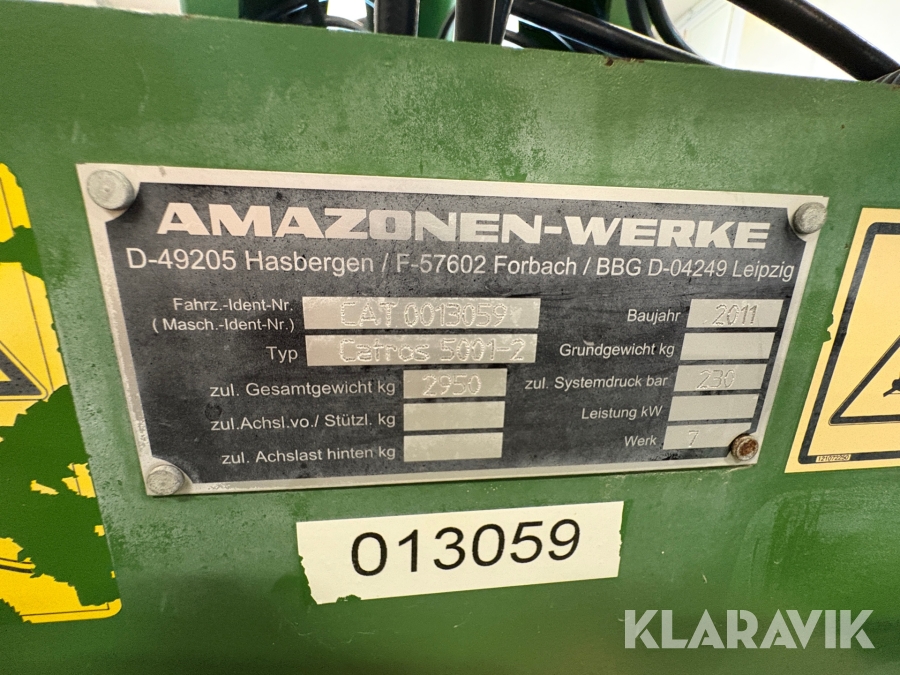 AMAZONEN-WERKE
D-49205 Hasbergen / F-57602 Forbach / BBG D-04249 Leipzig
Fahrz.-Ident-Nr. CAT0013059 Baujahr 2011
( Masch.-Ident-Nr.)
Typ Catros 5001-2 Grundgewicht kg
zul. Gesamtgewicht kg 2950 zul. Systemdruck bar 230
zul.Achsl.vo./ Stützl. kg Leistung kW
zul. Achslast hinten kg Werk 7
121072250
013059
KLARAVIK